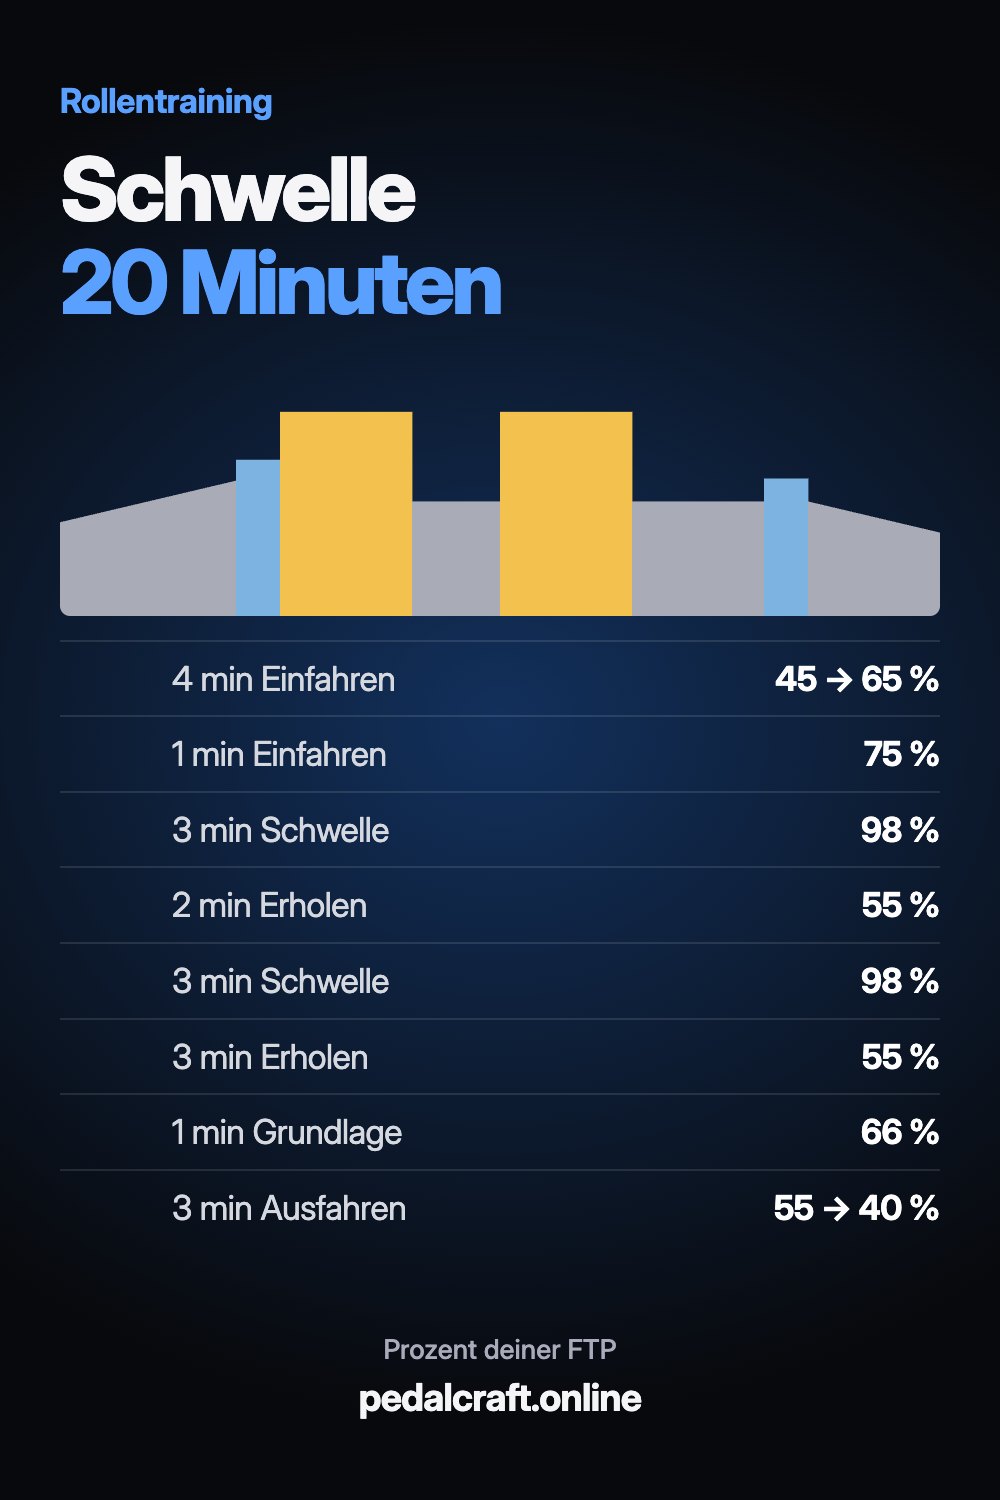 Rollentraining
Schwelle
20 Minuten
4 min Einfahren 45 → 65 %
1 min Einfahren 75 %
3 min Schwelle 98 %
2 min Erholen 55 %
3 min Schwelle 98 %
3 min Erholen 55 %
1 min Grundlage 66 %
3 min Ausfahren 55 → 40 %
Prozent deiner FTP
pedalcraft.online